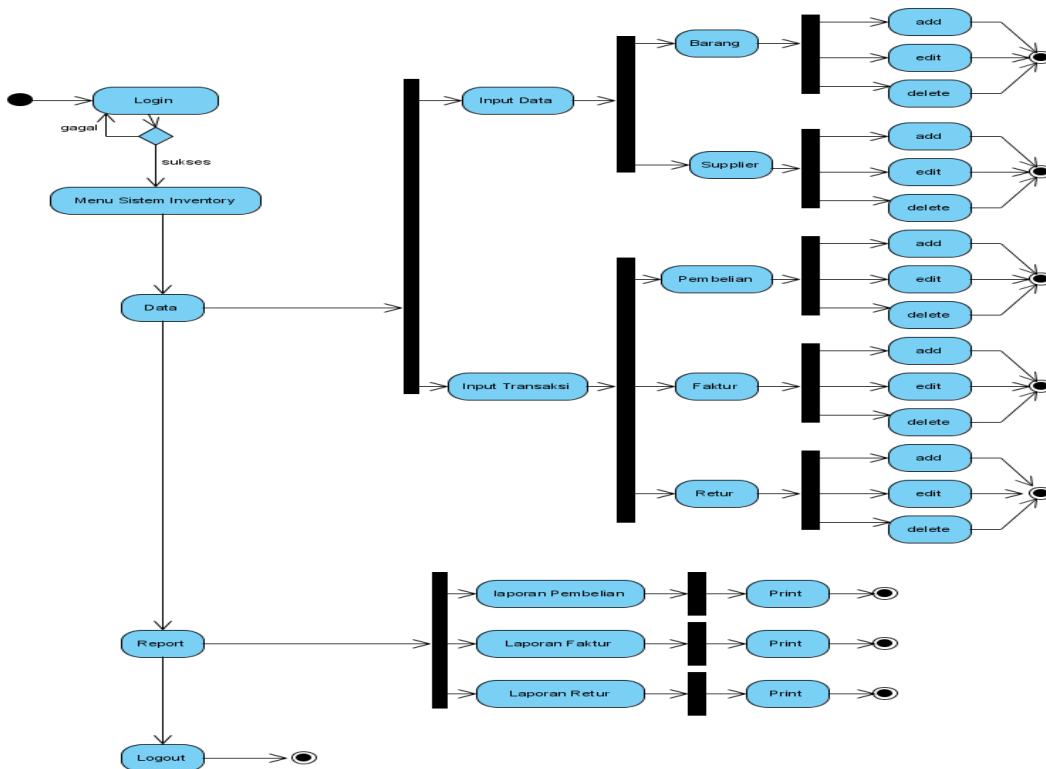 Login
gagal
sukses
Menu Sistem Inventory
Data
Input Data
Barang
add
edit
delete
Supplier
add
edit
delete
Input Transaksi
Pembelian
add
edit
delete
Faktur
add
edit
delete
Retur
add
edit
delete
Report
laporan Pembelian
Print
Laporan Faktur
Print
Laporan Retur
Print
Logout